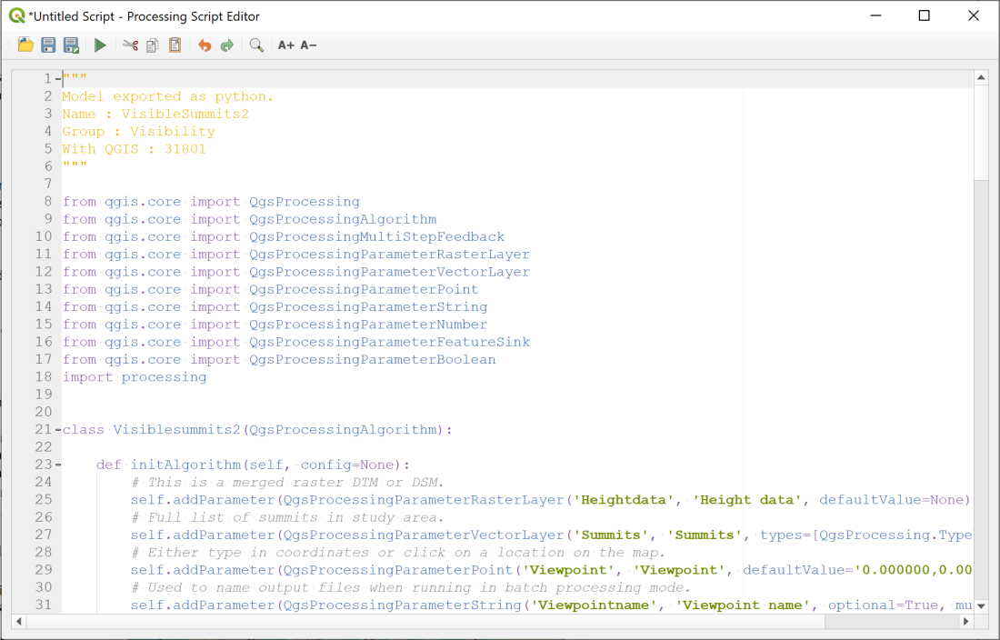 *Untitled Script - Processing Script Editor
A+ A−
1 """
2 Model exported as python.
3 Name : VisibleSummits2
4 Group : Visibility
5 With QGIS : 31801
6 """
7
8 from qgis.core import QgsProcessing
9 from qgis.core import QgsProcessingAlgorithm
10 from qgis.core import QgsProcessingMultiStepFeedback
11 from qgis.core import QgsProcessingParameterRasterLayer
12 from qgis.core import QgsProcessingParameterVectorLayer
13 from qgis.core import QgsProcessingParameterPoint
14 from qgis.core import QgsProcessingParameterString
15 from qgis.core import QgsProcessingParameterNumber
16 from qgis.core import QgsProcessingParameterFeatureSink
17 from qgis.core import QgsProcessingParameterBoolean
18 import processing
19
20
21 class Visiblesummits2(QgsProcessingAlgorithm):
22
23     def initAlgorithm(self, config=None):
24         # This is a merged raster DTM or DSM.
25         self.addParameter(QgsProcessingParameterRasterLayer('Heightdata', 'Height data', defaultValue=None)
26         # Full list of summits in study area.
27         self.addParameter(QgsProcessingParameterVectorLayer('Summits', 'Summits', types=[QgsProcessing.Type
28         # Either type in coordinates or click on a location on the map.
29         self.addParameter(QgsProcessingParameterPoint('Viewpoint', 'Viewpoint', defaultValue='0.000000,0.00
30         # Used to name output files when running in batch processing mode.
31         self.addParameter(QgsProcessingParameterString('Viewpointname', 'Viewpoint name', optional=True, mu